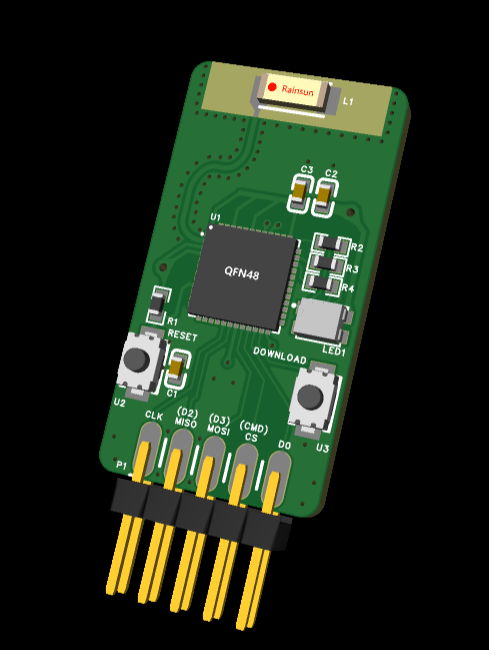 Rainsun
L1
C3 C2
U1
R2
QFN48
R3
R4
R1
RESET
LED1
DOWNLOAD
C1
U2
U3
CLK
(D2)
MISO
(D3)
MOSI
(CMD)
CS
D0
P1